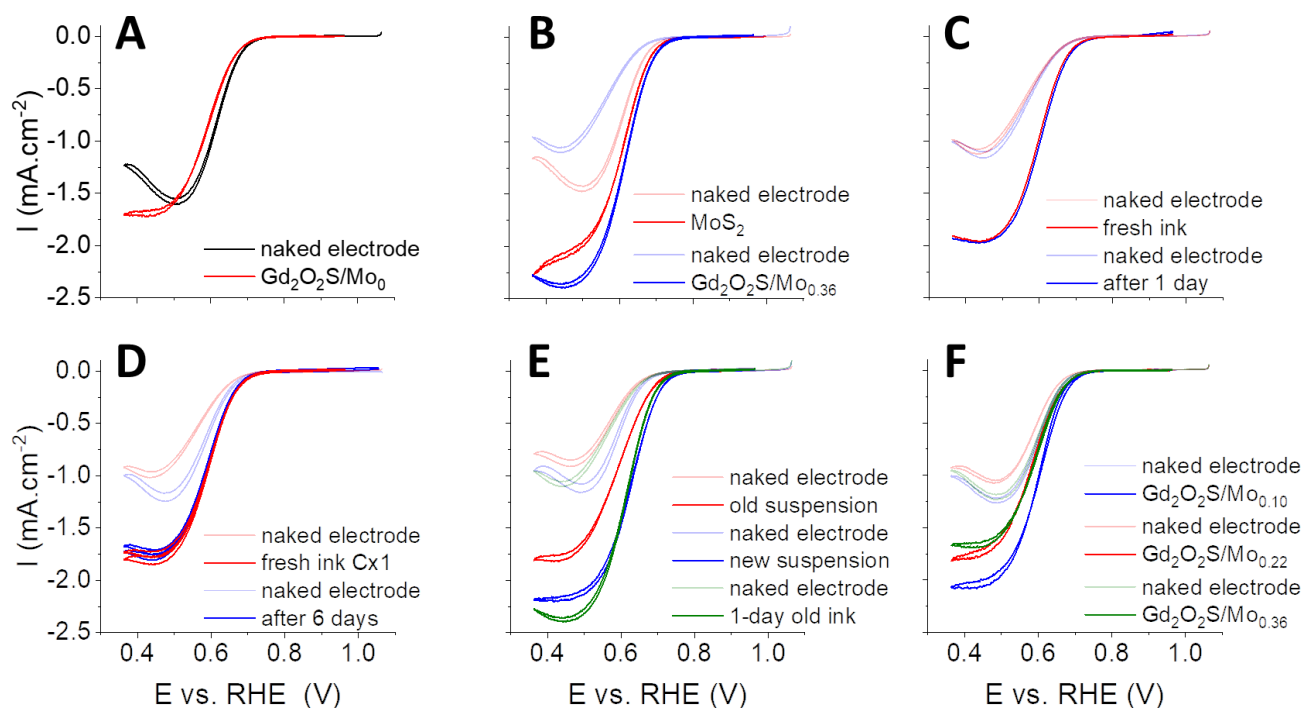 A
B
C
I (mA.cm⁻²)
0.0
-0.5
-1.0
-1.5
-2.0
-2.5
naked electrode
Gd₂O₂S/Mo₀
naked electrode
MoS₂
naked electrode
Gd₂O₂S/Mo₀.₃₆
naked electrode
fresh ink
naked electrode
after 1 day
D
E
F
I (mA.cm⁻²)
0.0
-0.5
-1.0
-1.5
-2.0
-2.5
naked electrode
fresh ink Cx1
naked electrode
after 6 days
naked electrode
old suspension
naked electrode
new suspension
naked electrode
1-day old ink
naked electrode
Gd₂O₂S/Mo₀.₁₀
naked electrode
Gd₂O₂S/Mo₀.₂₂
naked electrode
Gd₂O₂S/Mo₀.₃₆
0.4 0.6 0.8 1.0
0.4 0.6 0.8 1.0
0.4 0.6 0.8 1.0
E vs. RHE (V)
E vs. RHE (V)
E vs. RHE (V)